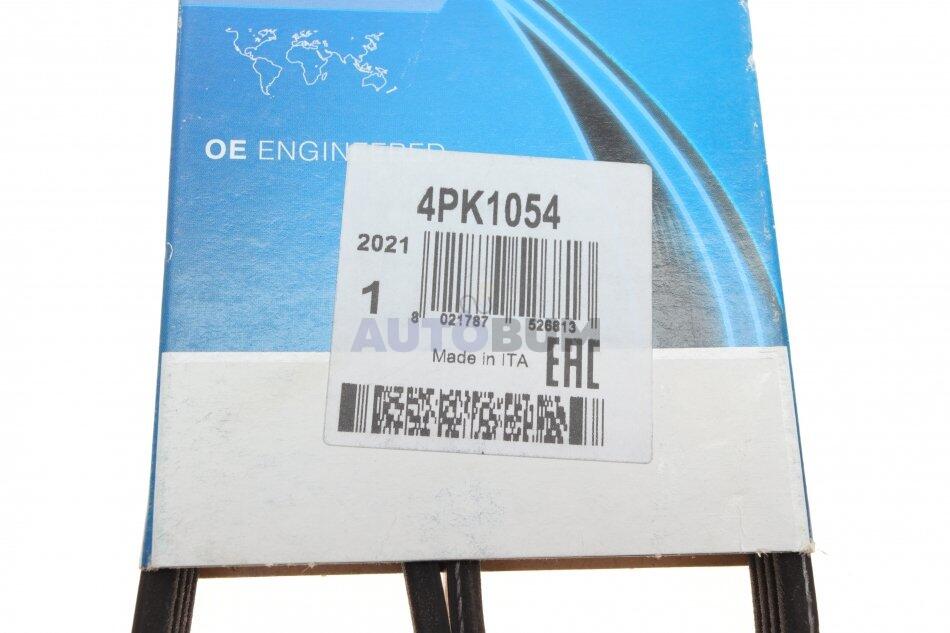 OE ENGINEERED
4PK1054
2021
1
8 021787 526813
AUTOBUM
Made in ITA
EAC